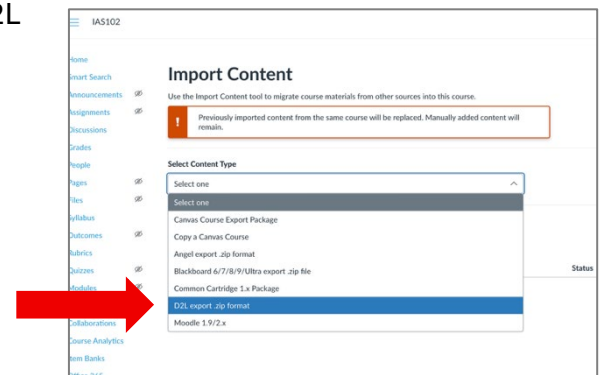 2L
IAS102
Home
Smart Search
Announcements
Assignments
Discussions
Grades
People
Pages
Files
Syllabus
Outcomes
Rubrics
Quizzes
Modules
Collaborations
Course Analytics
Item Banks
Import Content
Use the Import Content tool to migrate course materials from other sources into this course.
! Previously imported content from the same course will be replaced. Manually added content will
remain.
Select Content Type
Select one
Select one
Canvas Course Export Package
Copy a Canvas Course
Angel export .zip format
Blackboard 6/7/8/9/Ultra export .zip file
Common Cartridge 1.x Package
D2L export .zip format
Moodle 1.9/2.x
Status